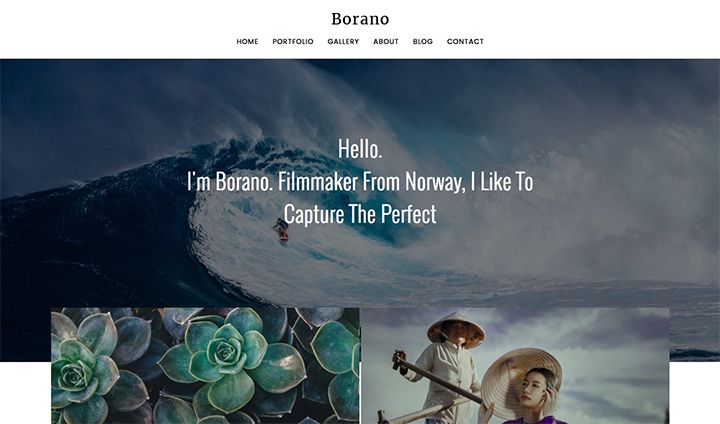 Borano
HOME PORTFOLIO GALLERY ABOUT BLOG CONTACT
Hello.
I'm Borano. Filmmaker From Norway, I Like To
Capture The Perfect